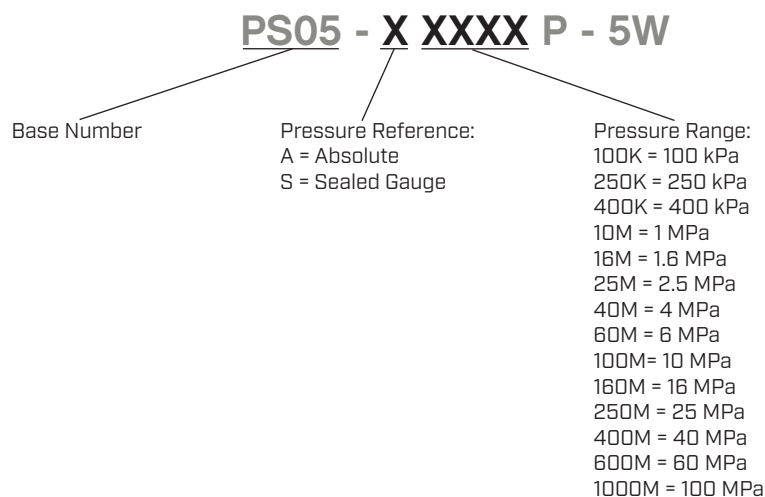 PS05 - X XXXX P - 5W
Base Number
Pressure Reference:
A = Absolute
S = Sealed Gauge
Pressure Range:
100K = 100 kPa
250K = 250 kPa
400K = 400 kPa
10M = 1 MPa
16M = 1.6 MPa
25M = 2.5 MPa
40M = 4 MPa
60M = 6 MPa
100M= 10 MPa
160M = 16 MPa
250M = 25 MPa
400M = 40 MPa
600M = 60 MPa
1000M = 100 MPa